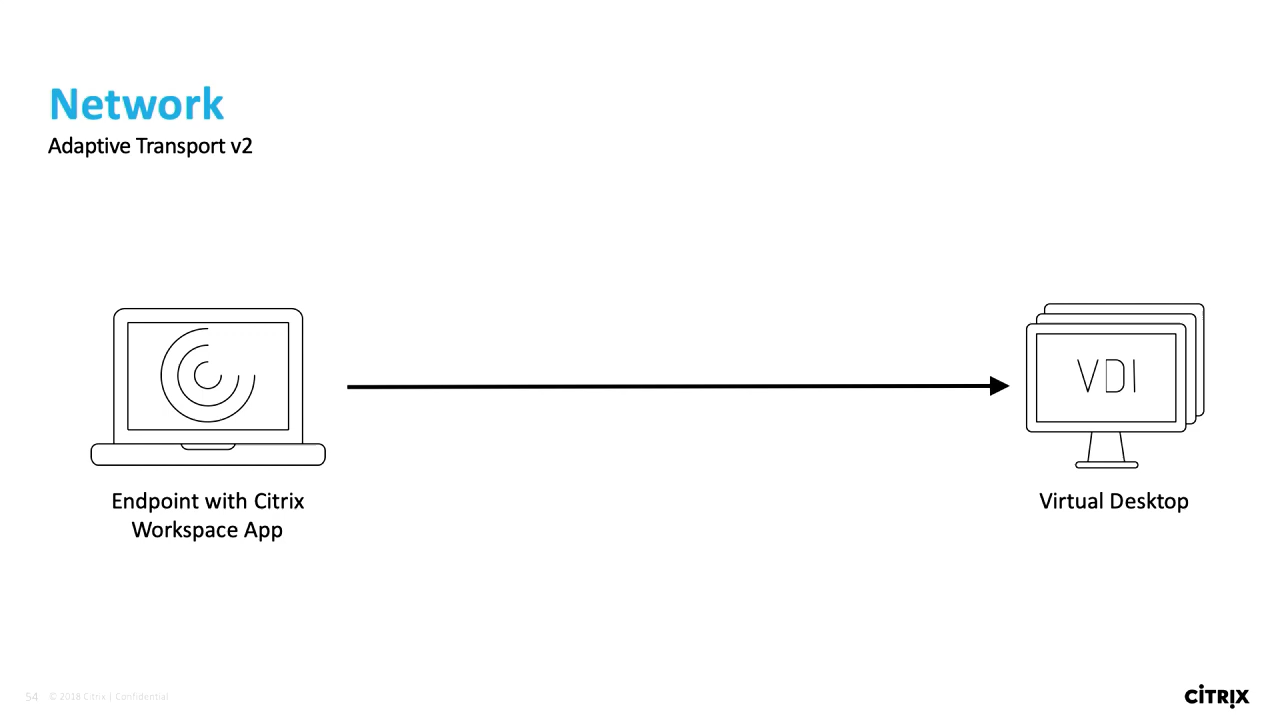 Network
Adaptive Transport v2
VDI
Endpoint with Citrix
Workspace App
Virtual Desktop
54 © 2018 Citrix | Confidential
CITRIX